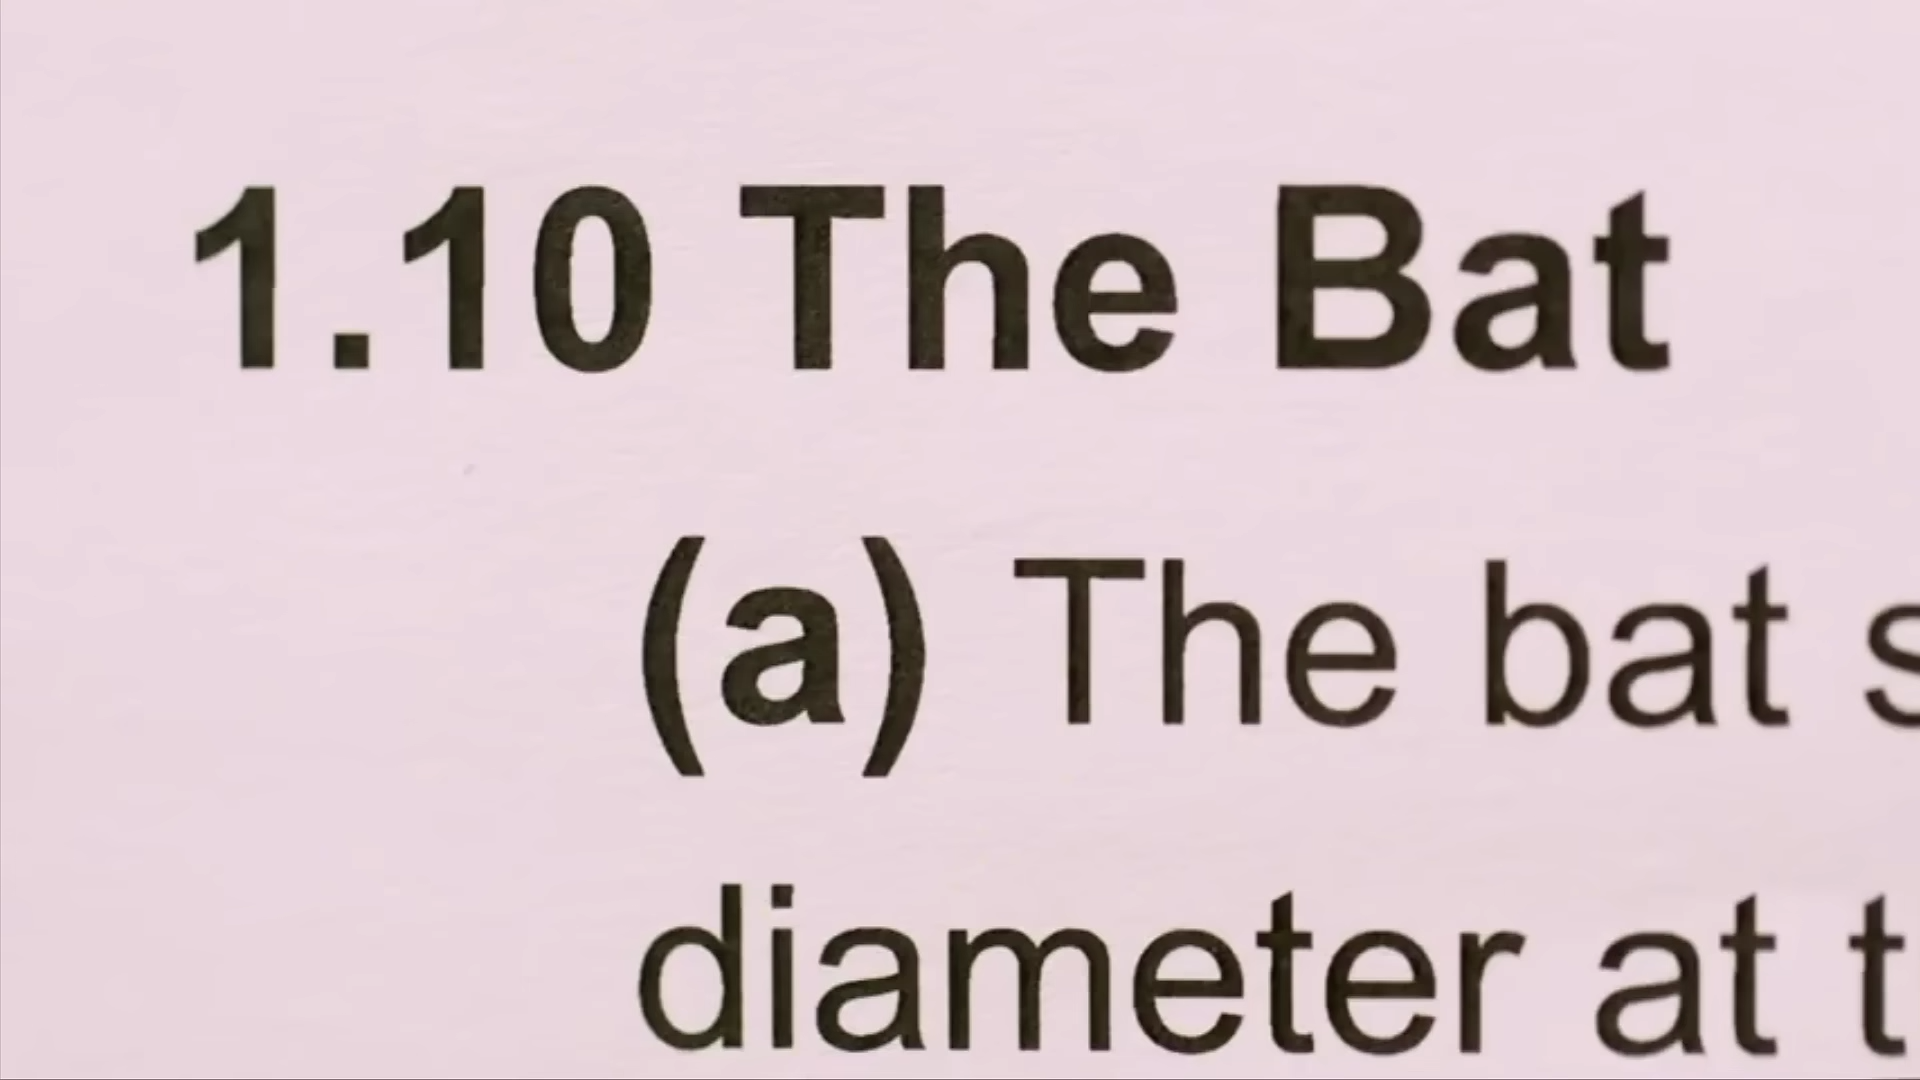 1.10 The Bat
(a) The bat s
diameter at t